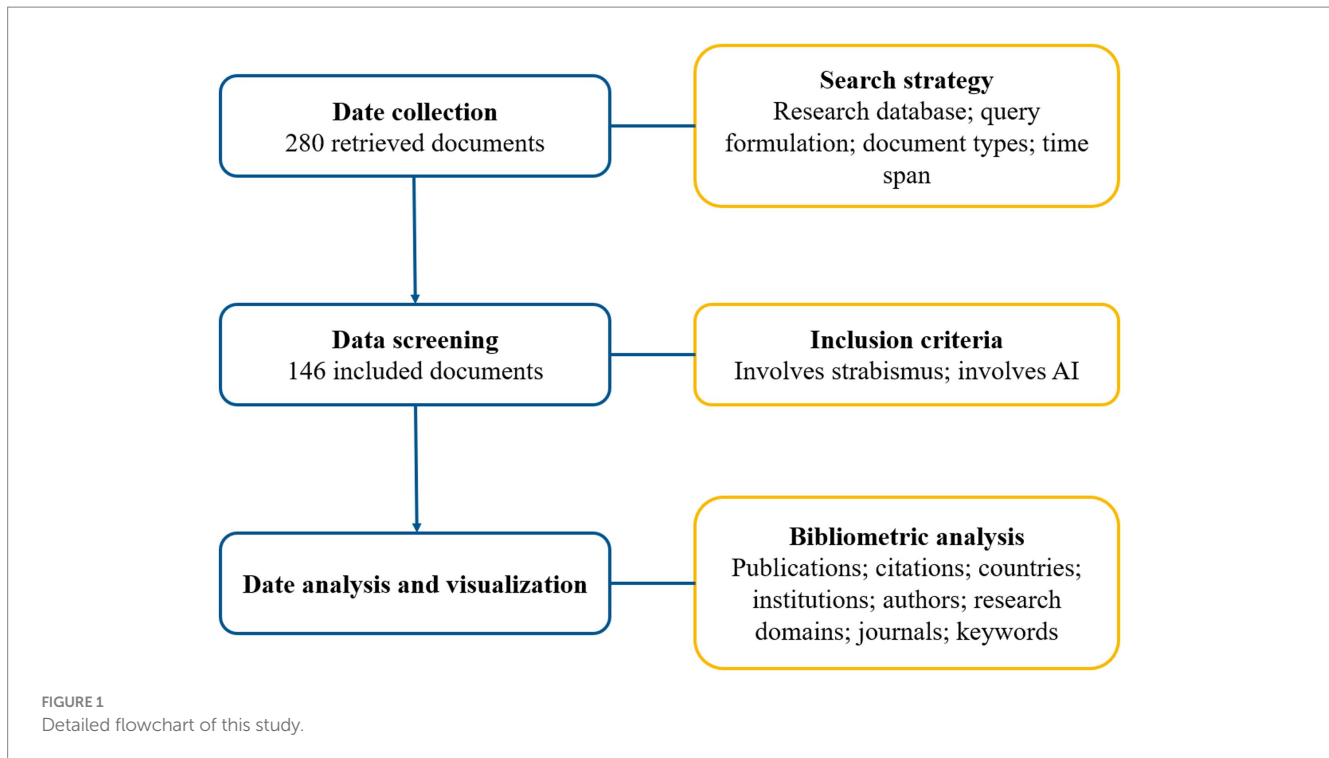 Date collection
280 retrieved documents
Search strategy
Research database; query
formulation; document types; time
span
Data screening
146 included documents
Inclusion criteria
Involves strabismus; involves AI
Date analysis and visualization
Bibliometric analysis
Publications; citations; countries;
institutions; authors; research
domains; journals; keywords
FIGURE 1
Detailed flowchart of this study.